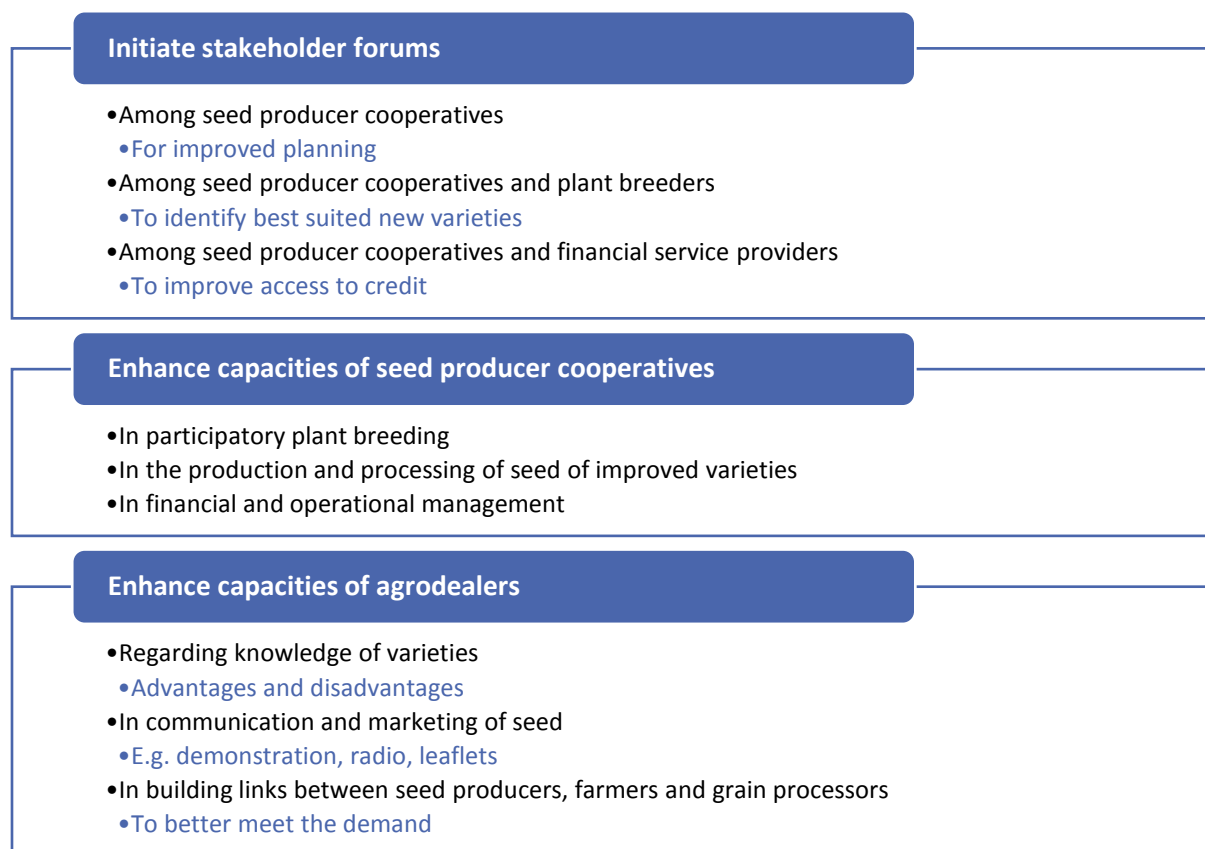 Initiate stakeholder forums
•Among seed producer cooperatives
•For improved planning
•Among seed producer cooperatives and plant breeders
•To identify best suited new varieties
•Among seed producer cooperatives and financial service providers
•To improve access to credit
Enhance capacities of seed producer cooperatives
•In participatory plant breeding
•In the production and processing of seed of improved varieties
•In financial and operational management
Enhance capacities of agrodealers
•Regarding knowledge of varieties
•Advantages and disadvantages
•In communication and marketing of seed
•E.g. demonstration, radio, leaflets
•In building links between seed producers, farmers and grain processors
•To better meet the demand